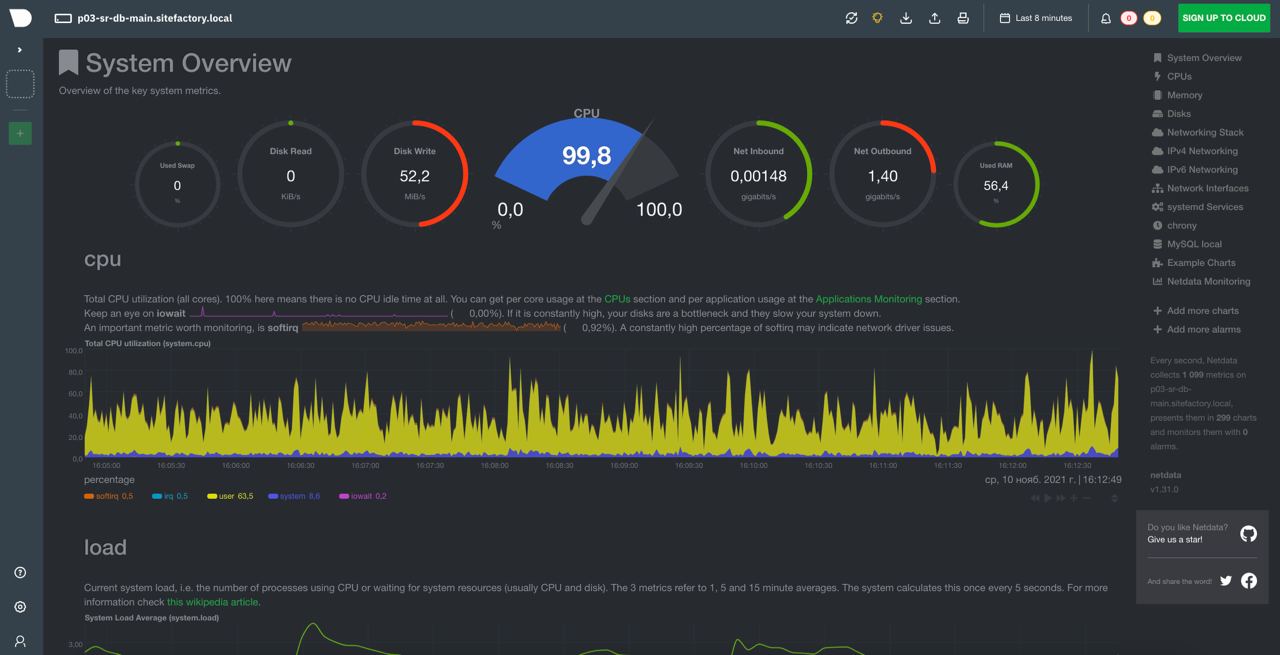 p03-sr-db-main.sitefactory.local
Last 8 minutes
0
0
SIGN UP TO CLOUD
System Overview
Overview of the key system metrics.
Used Swap
0
%
Disk Read
0
KiB/s
Disk Write
52,2
MiB/s
CPU
99,8
0,0
100,0
%
Net Inbound
0,00148
gigabits/s
Net Outbound
1,40
gigabits/s
Used RAM
56,4
%
cpu
Total CPU utilization (all cores). 100% here means there is no CPU idle time at all. You can get per core usage at the CPUs section and per application usage at the Applications Monitoring section.
Keep an eye on iowait ( 0,00%). If it is constantly high, your disks are a bottleneck and they slow your system down.
An important metric worth monitoring, is softirq ( 0,92%). A constantly high percentage of softirq may indicate network driver issues.
Total CPU utilization (system.cpu)
100.0
80.0
60.0
40.0
20.0
0.0
16:05:00 16:05:30 16:06:00 16:06:30 16:07:00 16:07:30 16:08:00 16:08:30 16:09:00 16:09:30 16:10:00 16:10:30 16:11:00 16:11:30 16:12:00 16:12:30
percentage
ср, 10 нояб. 2021 г. | 16:12:49
softirq 0,5 irq 0,5 user 63,5 system 8,6 iowait 0,2
load
Current system load, i.e. the number of processes using CPU or waiting for system resources (usually CPU and disk). The 3 metrics refer to 1, 5 and 15 minute averages. The system calculates this once every 5 seconds. For more
information check this wikipedia article.
System Load Average (system.load)
3,00
System Overview
CPUs
Memory
Disks
Networking Stack
IPv4 Networking
IPv6 Networking
Network Interfaces
systemd Services
chrony
MySQL local
Example Charts
Netdata Monitoring
Add more charts
Add more alarms
Every second, Netdata
collects 1 099 metrics on
p03-sr-db-
main.sitefactory.local,
presents them in 299 charts
and monitors them with 0
alarms.
netdata
v1.31.0
Do you like Netdata?
Give us a star!
And share the word!